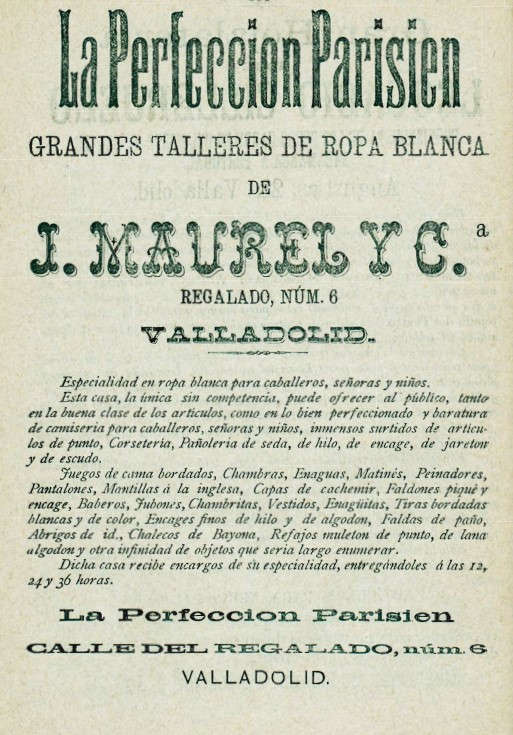 La Perfeccion Parisien
GRANDES TALLERES DE ROPA BLANCA
DE
J. MAUREL Y C.ª
REGALADO, NÚM. 6
VALLADOLID.
Especialidad en ropa blanca para caballeros, señoras y niños.
Esta casa, la única sin competencia, puede ofrecer al público, tanto
en la buena clase de los artículos, como en lo bien perfeccionado y baratura
de camiseria para caballeros, señoras y niños, inmensos surtidos de artícu-
los de punto, Corsetería, Pañoleria de seda, de hilo, de encage, de jareton
y de escudo.
Juegos de cama bordados, Chambras, Enaguas, Matinés, Peinadores,
Pantalones, Mantillas á la inglesa, Capas de cachemir, Faldones piqué y
encage, Baberos, Jubones, Chambritas, Vestidos, Enagüitas, Tiras bordadas
blancas y de color, Encages finos de hilo y de algodon, Faldas de paño,
Abrigos de id., Chalecos de Bayona, Refajos muleton de punto, de lana
algodon y otra infinidad de objetos que seria largo enumerar.
Dicha casa recibe encargos de su especialidad, entregándoles á las 12,
24 y 36 horas.
La Perfeccion Parisien
CALLE DEL REGALADO, núm. 6
VALLADOLID.